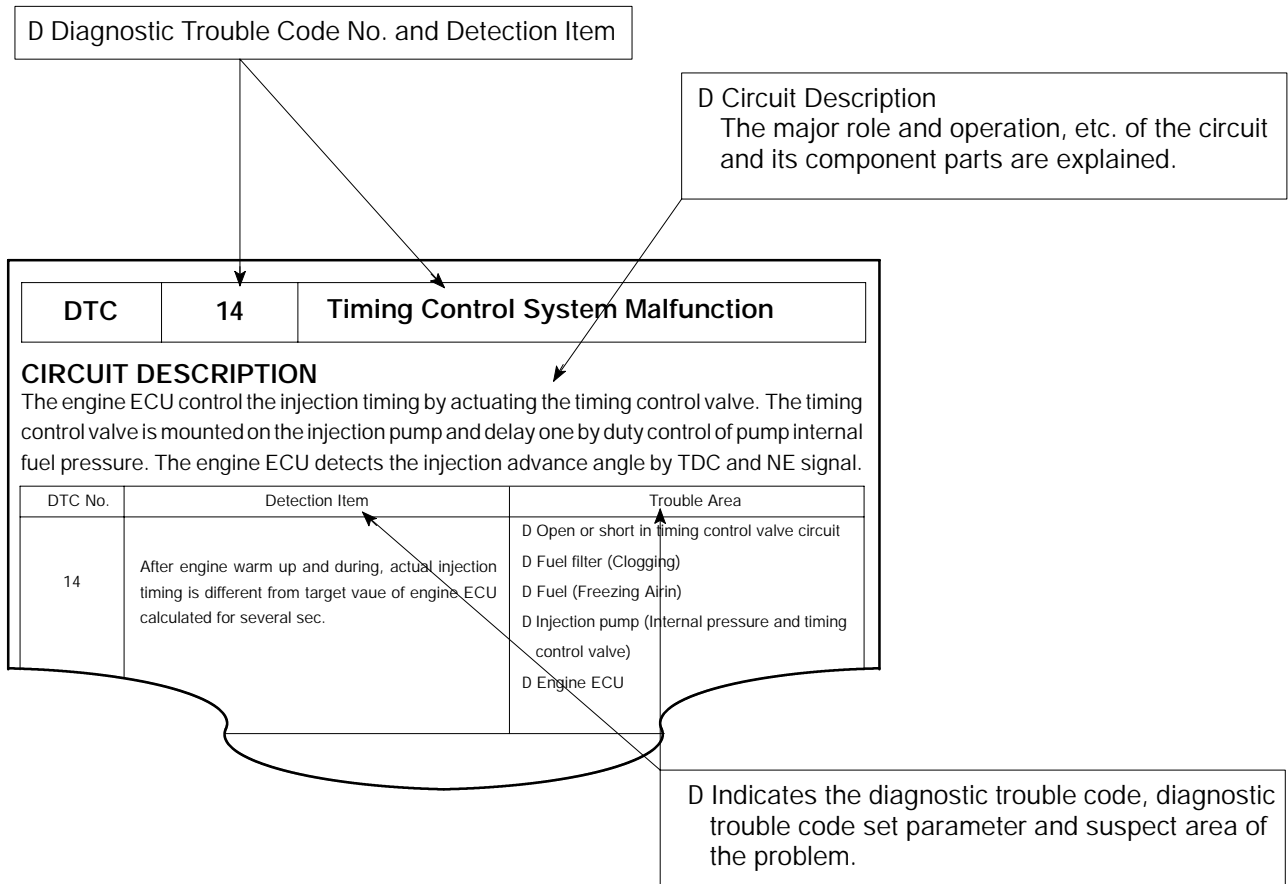 D Diagnostic Trouble Code No. and Detection Item
D Circuit Description
The major role and operation, etc. of the circuit
and its component parts are explained.
DTC 14 Timing Control System Malfunction
CIRCUIT DESCRIPTION
The engine ECU control the injection timing by actuating the timing control valve. The timing
control valve is mounted on the injection pump and delay one by duty control of pump internal
fuel pressure. The engine ECU detects the injection advance angle by TDC and NE signal.
DTC No. Detection Item Trouble Area
14
After engine warm up and during, actual injection
timing is different from target vaue of engine ECU
calculated for several sec.
D Open or short in timing control valve circuit
D Fuel filter (Clogging)
D Fuel (Freezing Airin)
D Injection pump (Internal pressure and timing
control valve)
D Engine ECU
D Indicates the diagnostic trouble code, diagnostic
trouble code set parameter and suspect area of
the problem.